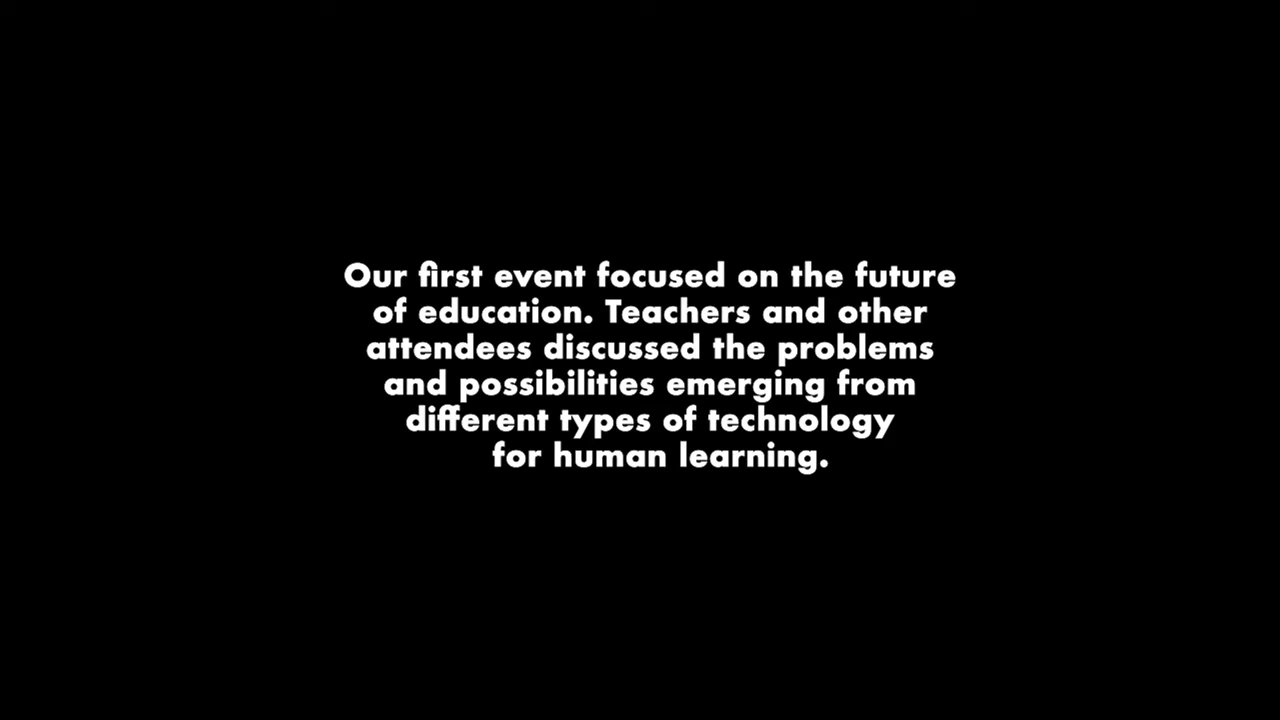 Our first event focused on the future
of education. Teachers and other
attendees discussed the problems
and possibilities emerging from
different types of technology
for human learning.